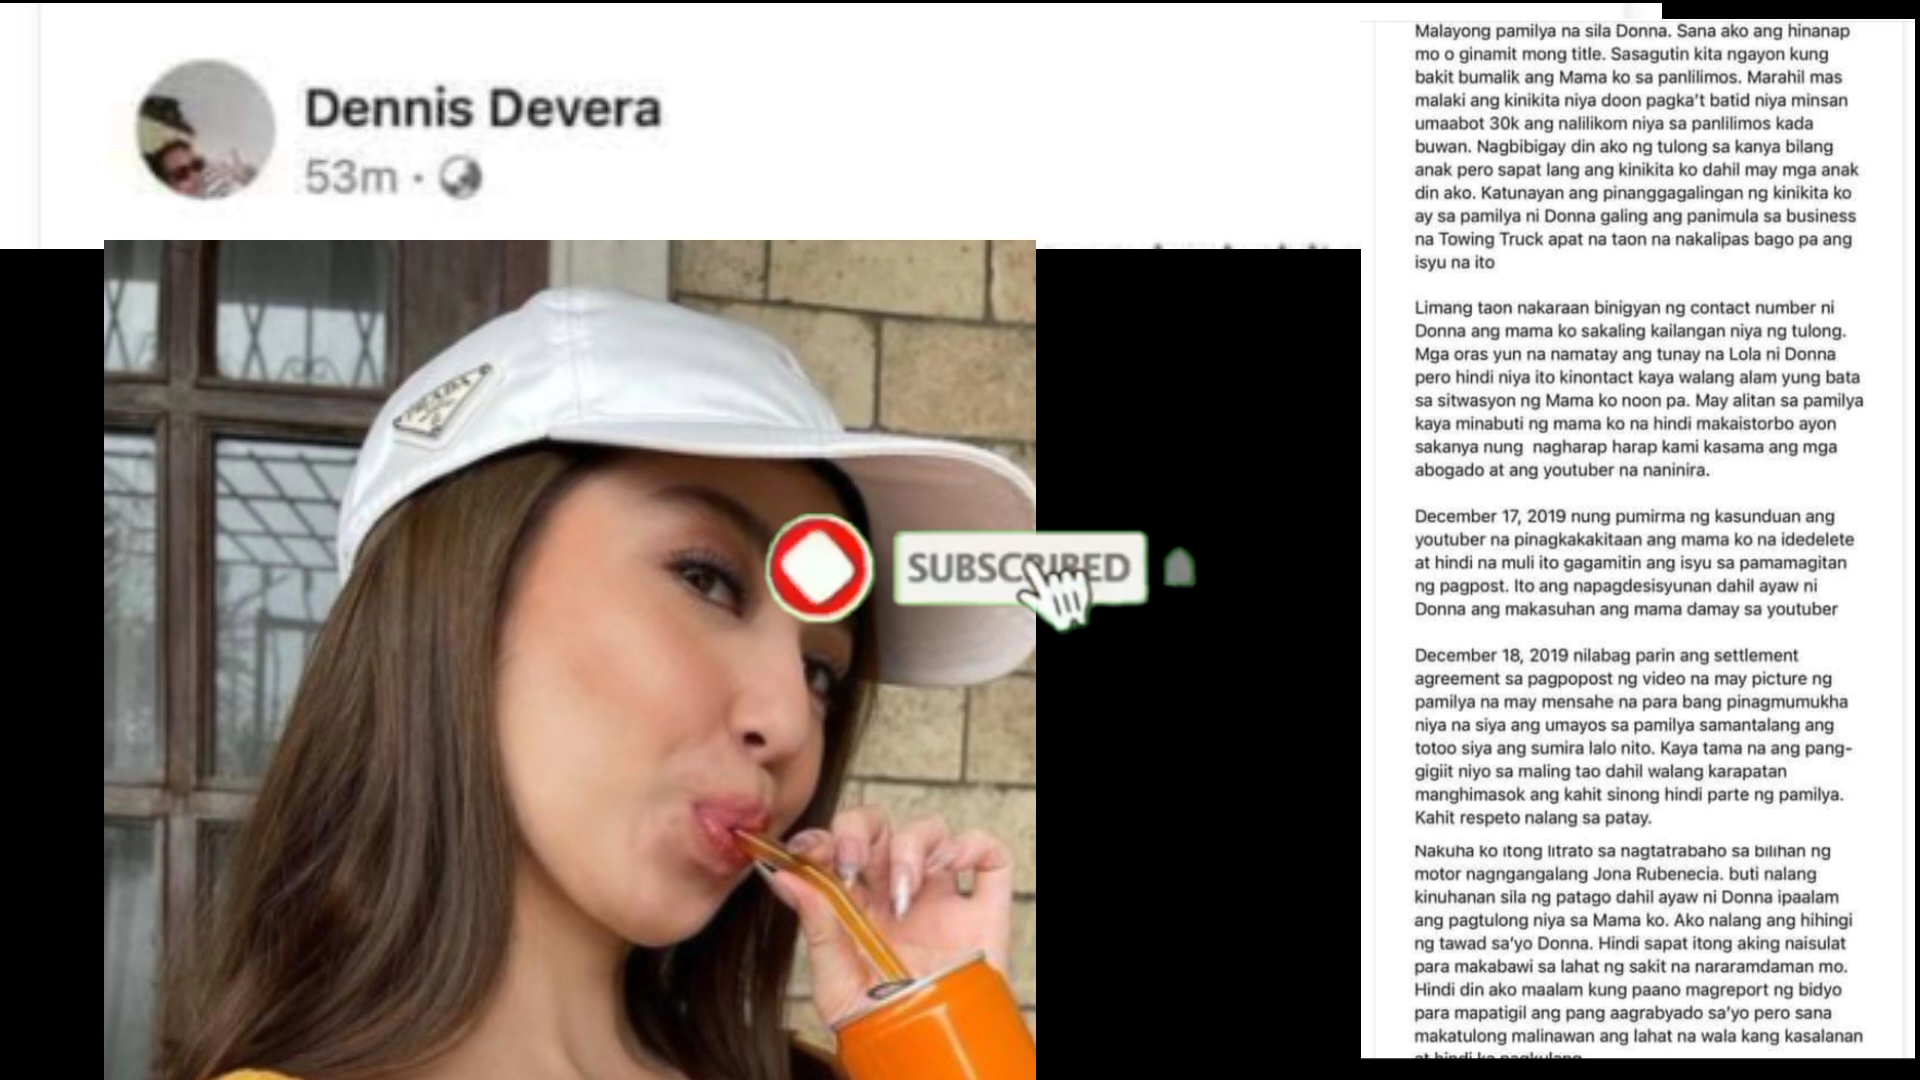 Dennis Devera
53m
PRADA
SUBSCRIBED
Malayong pamilya na sila Donna. Sana ako ang hinanap
mo o ginamit mong title. Sasagutin kita ngayon kung
bakit bumalik ang Mama ko sa panlilimos. Marahil mas
malaki ang kinikita niya doon pagka't batid niya minsan
umaabot 30k ang nalilikom niya sa panlilimos kada
buwan. Nagbibigay din ako ng tulong sa kanya bilang
anak pero sapat lang ang kinikita ko dahil may mga anak
din ako. Katunayan ang pinanggagalingan ng kinikita ko
ay sa pamilya ni Donna galing ang panimula sa business
na Towing Truck apat na taon na nakalipas bago pa ang
isyu na ito
Limang taon nakaraan binigyan ng contact number ni
Donna ang mama ko sakaling kailangan niya ng tulong.
Mga oras yun na namatay ang tunay na Lola ni Donna
pero hindi niya ito kinontact kaya walang alam yung bata
sa sitwasyon ng Mama ko noon pa. May alitan sa pamilya
kaya minabuti ng mama ko na hindi makaistorbo ayon
sakanya nung nagharap harap kami kasama ang mga
abogado at ang youtuber na naninira.
December 17, 2019 nung pumirma ng kasunduan ang
youtuber na pinagkakakitaan ang mama ko na idedelete
at hindi na muli ito gagamitin ang isyu sa pamamagitan
ng pagpost. Ito ang napagdesisyunan dahil ayaw ni
Donna ang makasuhan ang mama damay sa youtuber
December 18, 2019 nilabag parin ang settlement
agreement sa pagpopost ng video na may picture ng
pamilya na may mensahe na para bang pinagmumukha
niya na siya ang umayos sa pamilya samantalang ang
totoo siya ang sumira lalo nito. Kaya tama na ang pang-
gigiit niyo sa maling tao dahil walang karapatan
manghimasok ang kahit sinong hindi parte ng pamilya.
Kahit respeto nalang sa patay.
Nakuha ko itong litrato sa nagtatrabaho sa bilihan ng
motor nagngangalang Jona Rubenecia. buti nalang
kinuhanan sila ng patago dahil ayaw ni Donna ipaalam
ang pagtulong niya sa Mama ko. Ako nalang ang hihingi
ng tawad sa'yo Donna. Hindi sapat itong aking naisulat
para makabawi sa lahat ng sakit na nararamdaman mo.
Hindi din ako maalam kung paano magreport ng bidyo
para mapatigil ang pang aagrabyado sa'yo pero sana
makatulong malinawan ang lahat na wala kang kasalanan
at hindi ka nagkulang